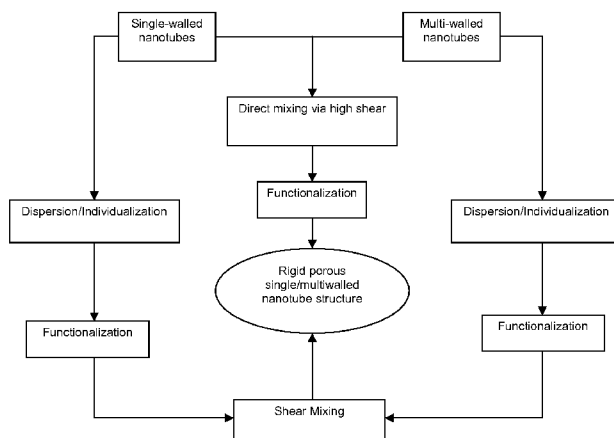 Single-walled
nanotubes
Multi-walled
nanotubes
Direct mixing via high shear
Functionalization
Dispersion/Individualization
Dispersion/Individualization
Rigid porous
single/multiwalled
nanotube structure
Functionalization
Functionalization
Shear Mixing